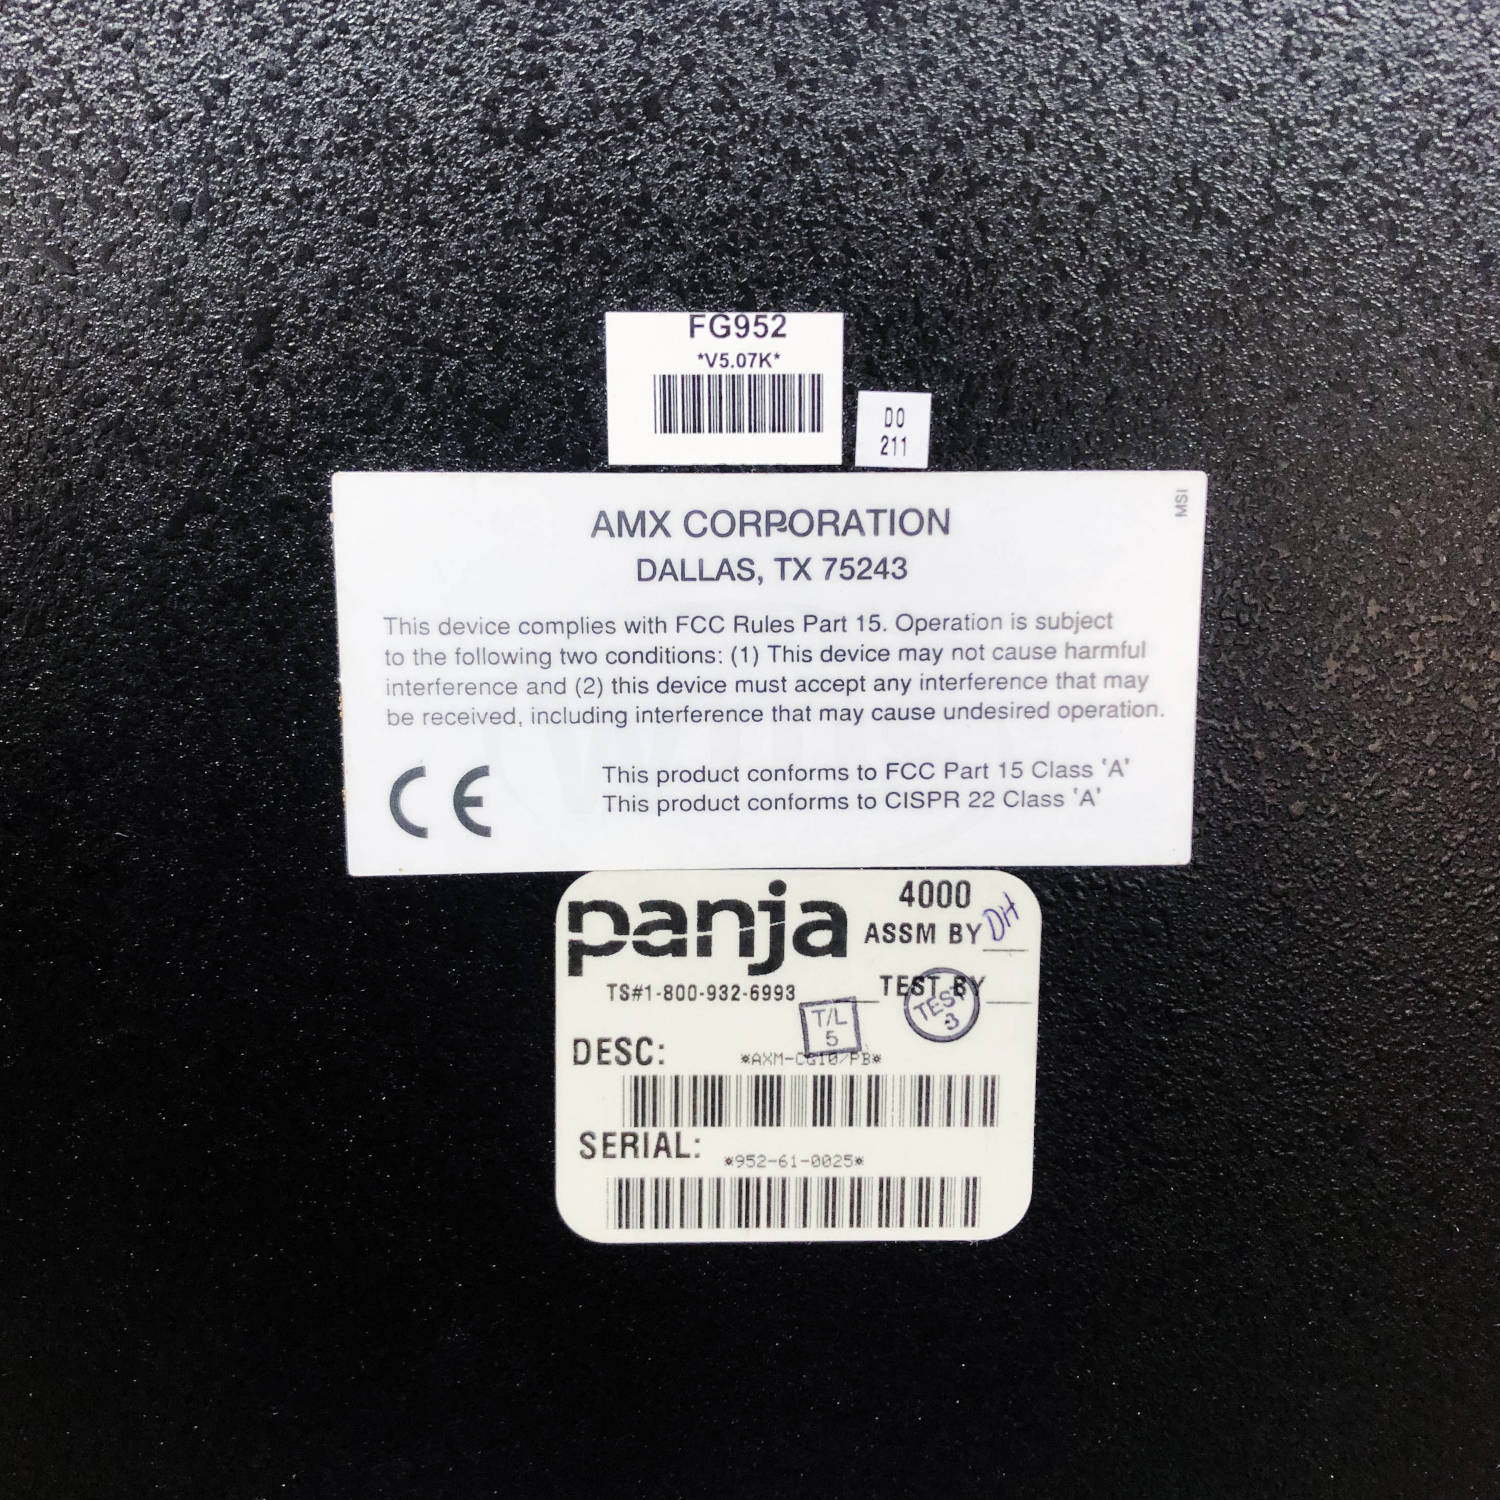 FG952
*V5.07K*
DO
211
MSI
AMX CORPORATION
DALLAS, TX 75243
This device complies with FCC Rules Part 15. Operation is subject
to the following two conditions: (1) This device may not cause harmful
interference and (2) this device must accept any interference that may
be received, including interference that may cause undesired operation.
CE
This product conforms to FCC Part 15 Class 'A'
This product conforms to CISPR 22 Class 'A'
panja
4000
ASSM BY DH
TS#1-800-932-6993
TEST BY
TEST
3
T/L
5
DESC:
*AXM-CG10/PB*
SERIAL:
*952-61-0025*